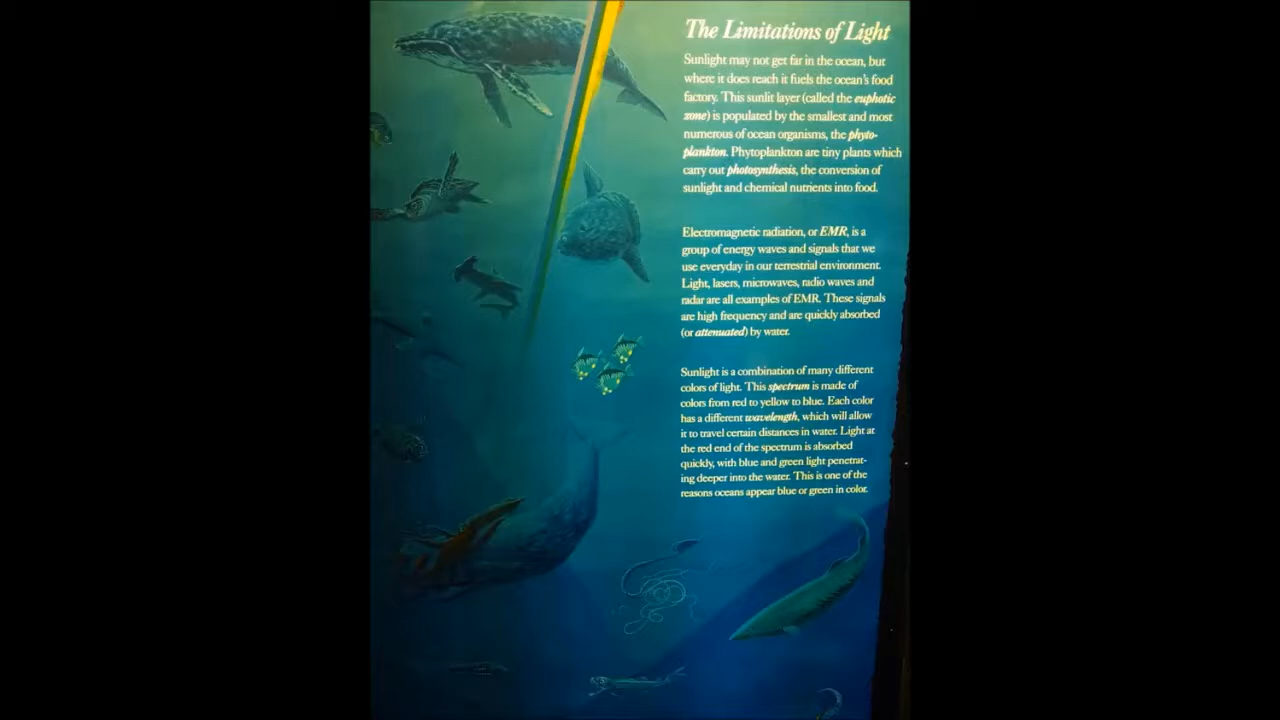 The Limitations of Light
Sunlight may not get far in the ocean, but
where it does reach it fuels the ocean's food
factory. This sunlit layer (called the euphotic
zone) is populated by the smallest and most
numerous of ocean organisms, the phyto-
plankton. Phytoplankton are tiny plants which
carry out photosynthesis, the conversion of
sunlight and chemical nutrients into food.
Electromagnetic radiation, or EMR, is a
group of energy waves and signals that we
use everyday in our terrestrial environment.
Light, lasers, microwaves, radio waves and
radar are all examples of EMR. These signals
are high frequency and are quickly absorbed
(or attenuated) by water.
Sunlight is a combination of many different
colors of light. This spectrum is made of
colors from red to yellow to blue. Each color
has a different wavelength, which will allow
it to travel certain distances in water. Light at
the red end of the spectrum is absorbed
quickly, with blue and green light penetrat-
ing deeper into the water. This is one of the
reasons oceans appear blue or green in color.